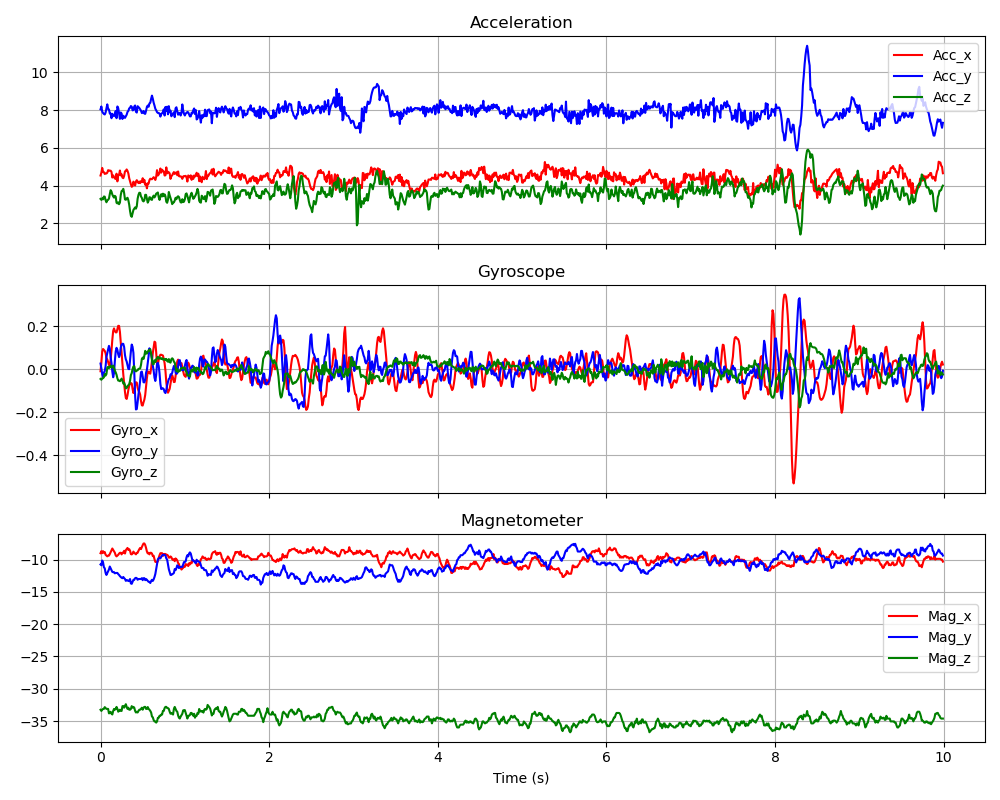 Acceleration
10
8
6
4
2
Acc_x
Acc_y
Acc_z
Gyroscope
0.2
0.0
−0.2
−0.4
Gyro_x
Gyro_y
Gyro_z
Magnetometer
−10
−15
−20
−25
−30
−35
Mag_x
Mag_y
Mag_z
0 2 4 6 8 10
Time (s)